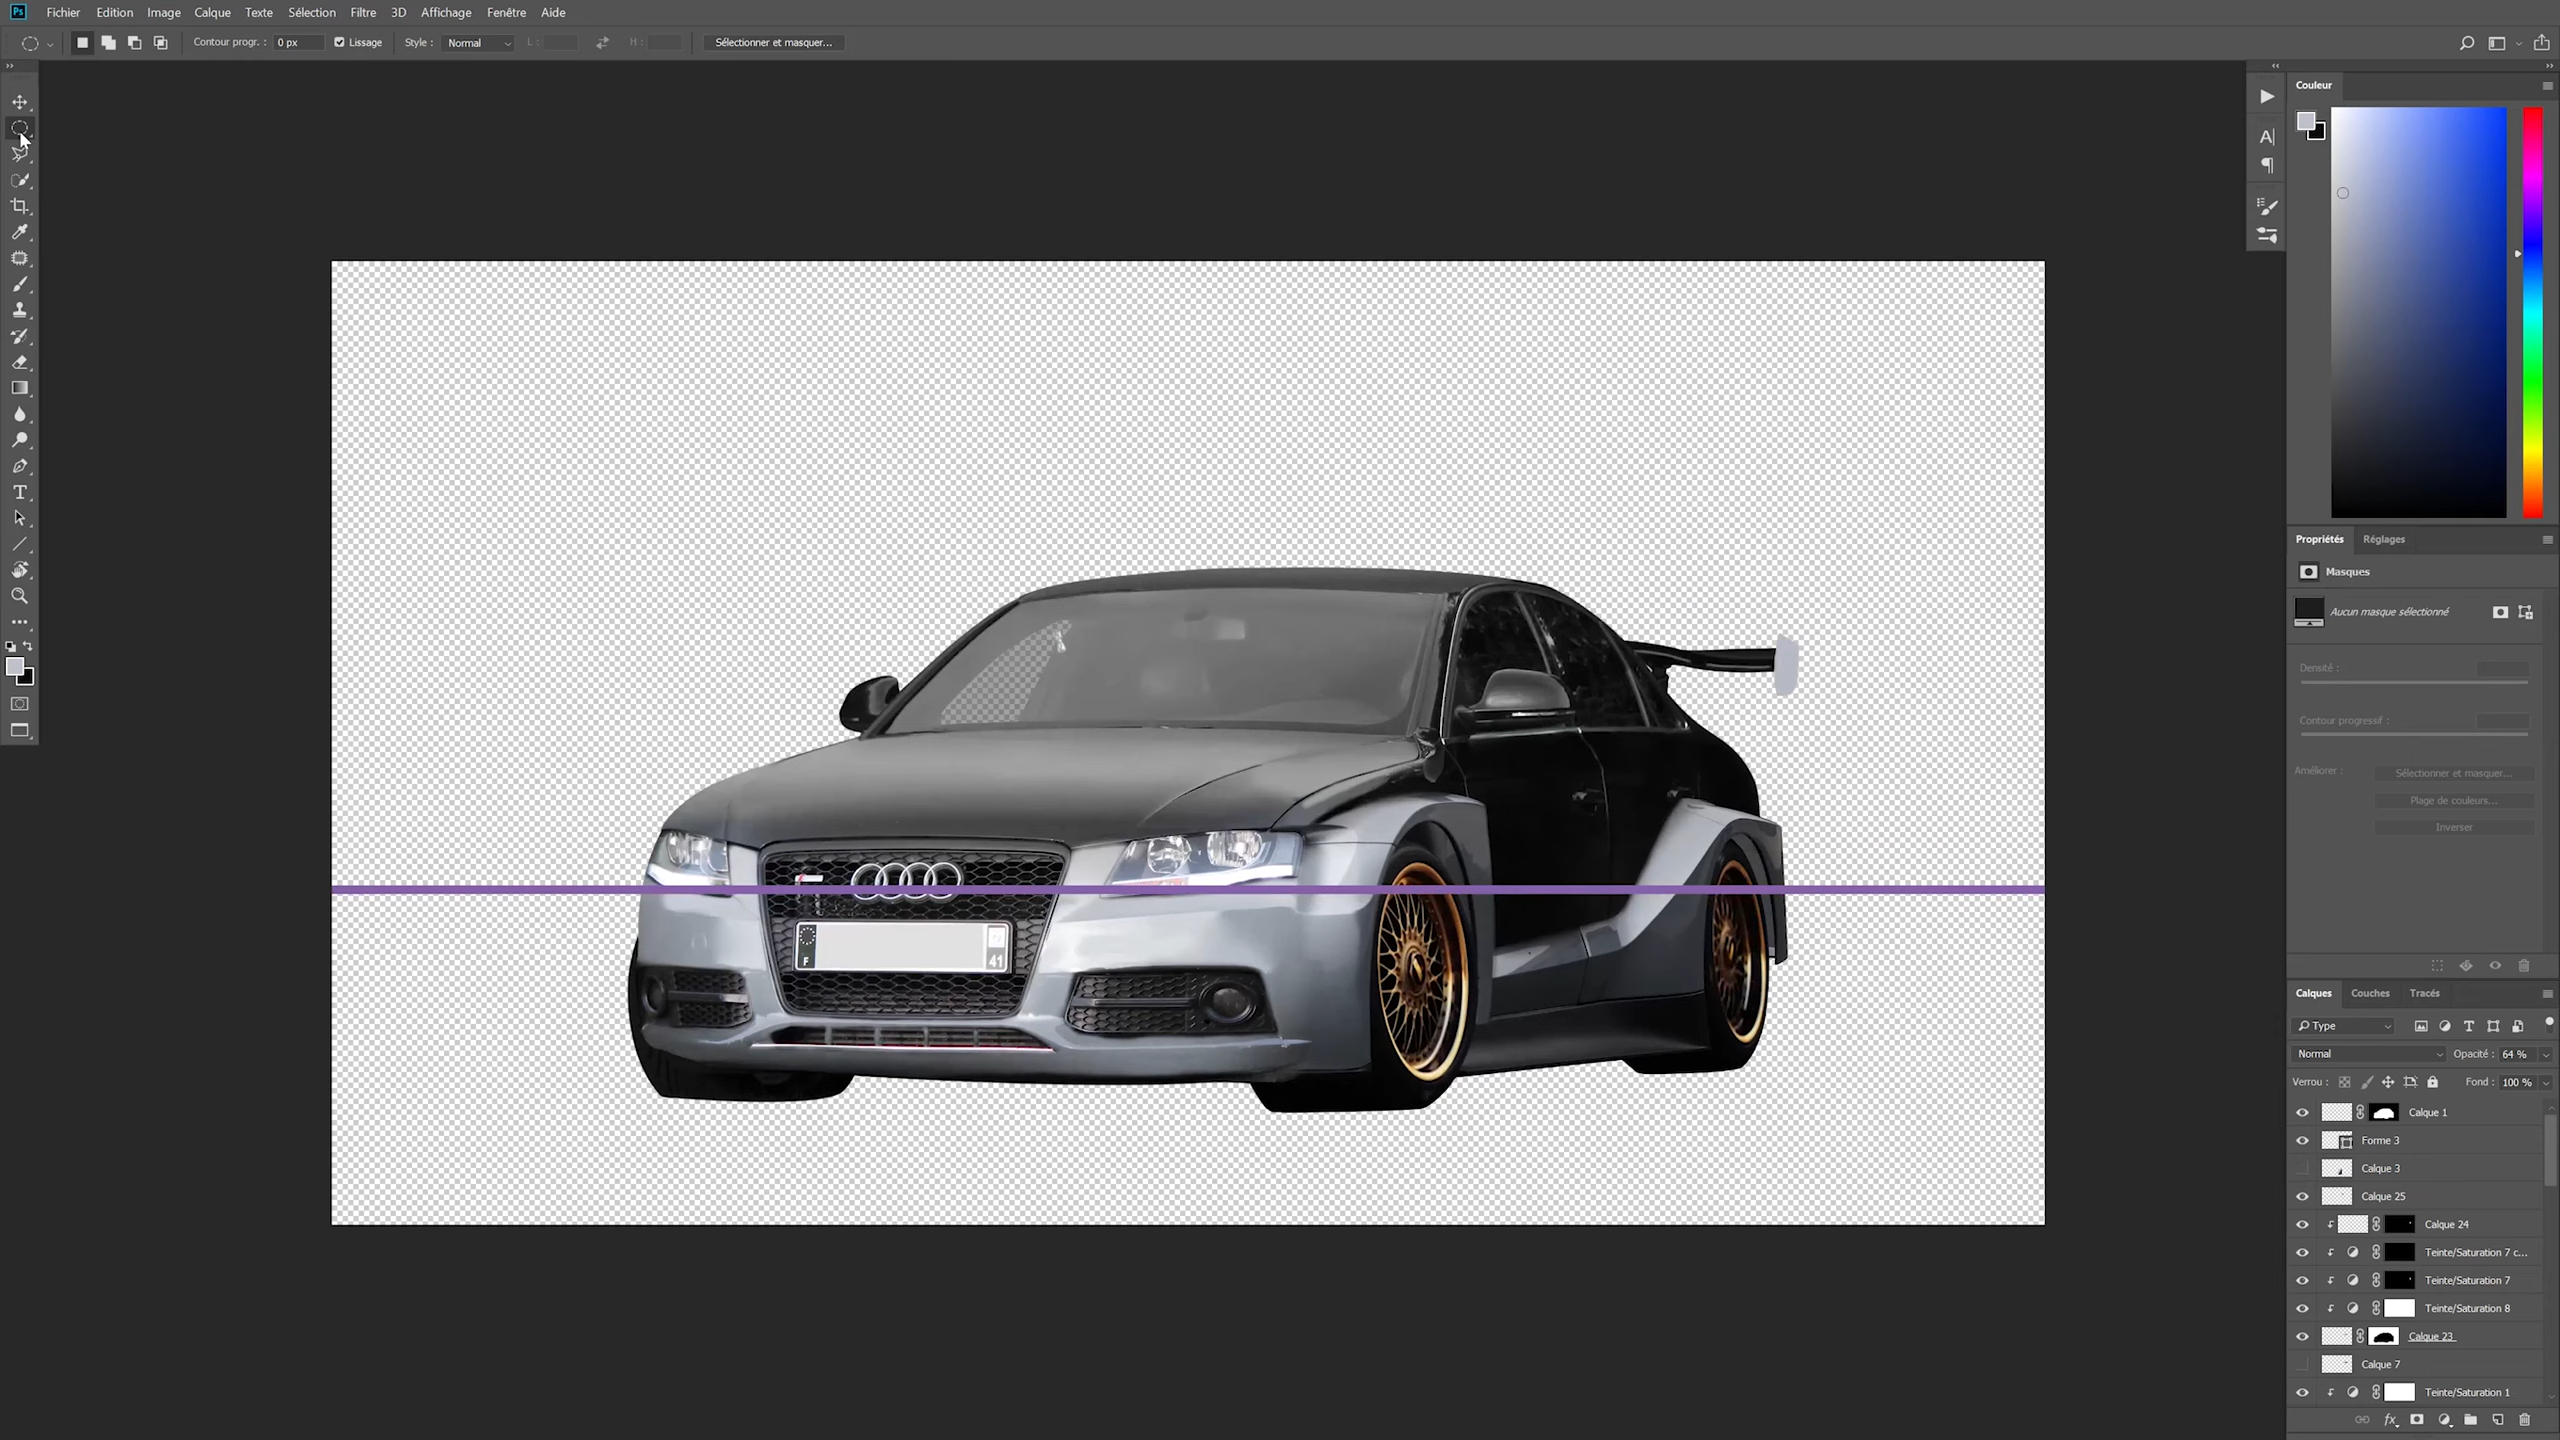 Ps Fichier Edition Image Calque Texte Sélection Filtre 3D Affichage Fenêtre Aide
Contour progr. : 0 px Lissage Style : Normal L : H : Sélectionner et masquer...
Couleur
A|
T
Propriétés Réglages
Masques
Aucun masque sélectionné
Densité :
Contour progressif :
Améliorer : Sélectionner et masquer...
Plage de couleurs...
Inverser
F 41
Calques Couches Tracés
Type T
Normal Opacité : 64 %
Verrou : Fond : 100 %
Calque 1
Forme 3
Calque 3
Calque 25
Calque 24
Teinte/Saturation 7 c...
Teinte/Saturation 7
Teinte/Saturation 8
Calque 23
Calque 7
Teinte/Saturation 1
fx